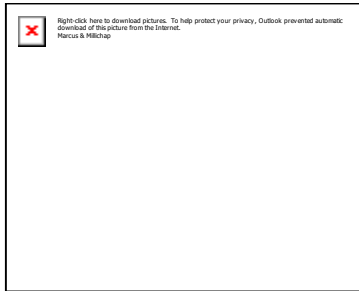 Right-click here to download pictures. To help protect your privacy, Outlook prevented automatic
download of this picture from the Internet.
Marcus & Millichap